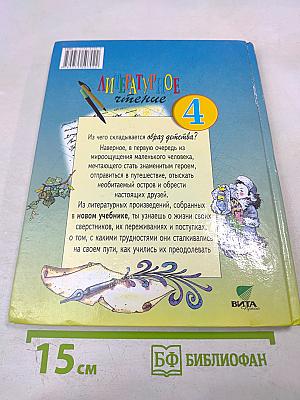 ЛИТЕРАТУРНОЕ
чтение
4
Из чего складывается образ детства?
Наверное, в первую очередь из
мироощущения маленького человека,
мечтающего стать знаменитым героем,
отправиться в путешествие, отыскать
необитаемый остров и обрести
настоящих друзей.
Из литературных произведений, собранных
в новом учебнике, ты узнаешь о жизни своих
сверстников, их переживаниях и поступках,
о том, с какими трудностями они сталкивались
на своем пути, как учились их преодолевать
ВИТА
15 см
БФ БИБЛИОФАН